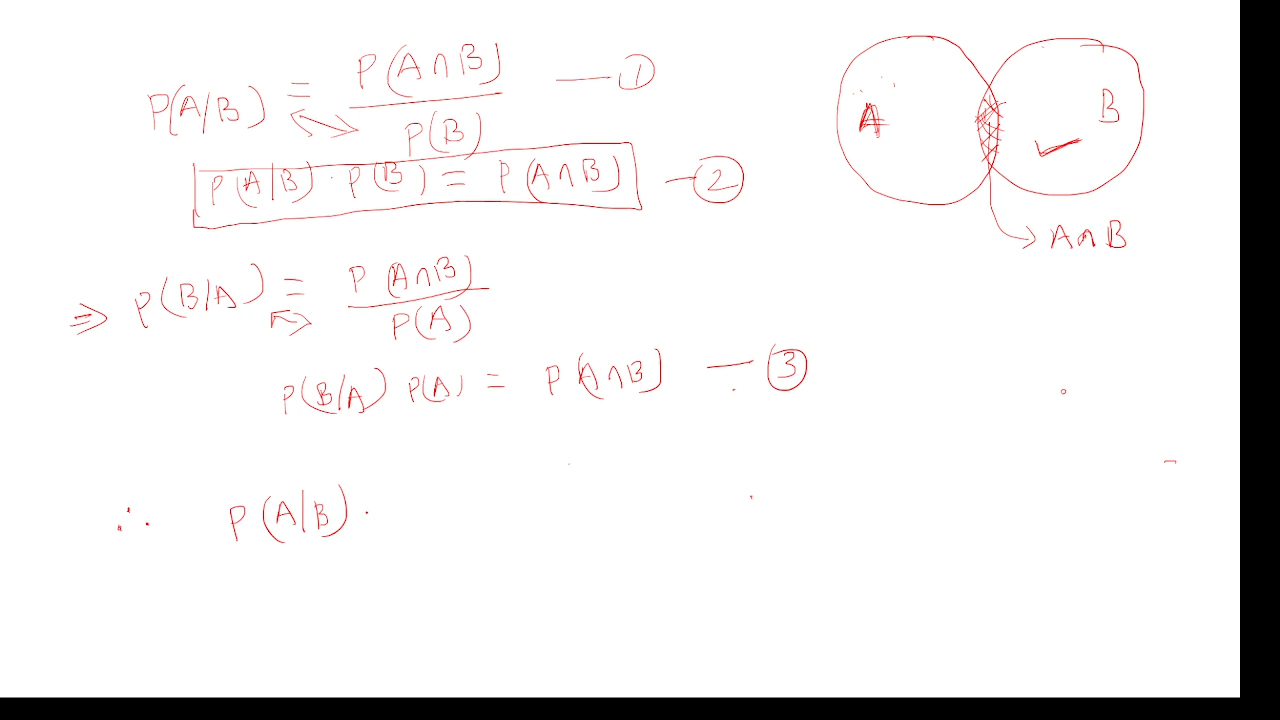 P(A/B) = P(A∩B) / P(B) — ①
P(A/B) · P(B) = P(A∩B) — ②
⇒ P(B/A) = P(A∩B) / P(A)
P(B/A) P(A) = P(A∩B) — ③
∴ P(A/B) .
A
B
A∩B